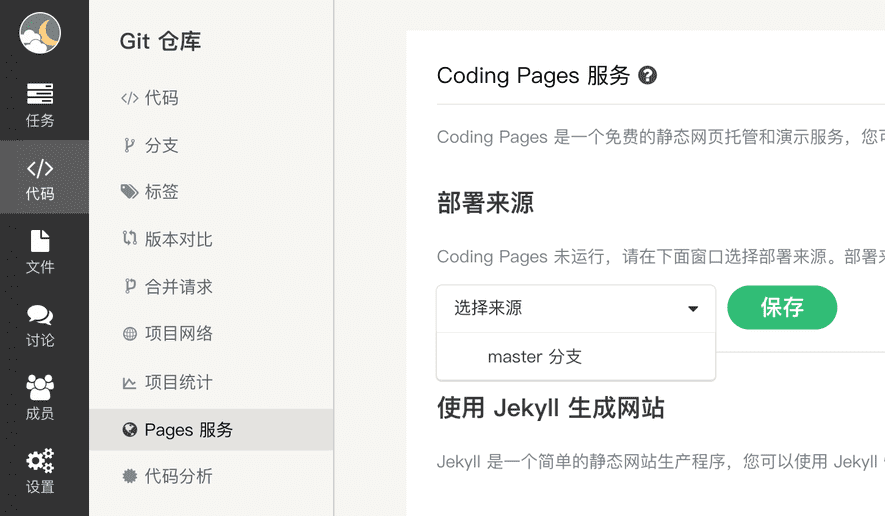 任务
代码
文件
讨论
成员
设置
Git 仓库
代码
分支
标签
版本对比
合并请求
项目网络
项目统计
Pages 服务
代码分析
Coding Pages 服务
Coding Pages 是一个免费的静态网页托管和演示服务，您可
部署来源
Coding Pages 未运行，请在下面窗口选择部署来源。部署来
选择来源
保存
master 分支
使用 Jekyll 生成网站
Jekyll 是一个简单的静态网站生产程序，您可以使用 Jekyll